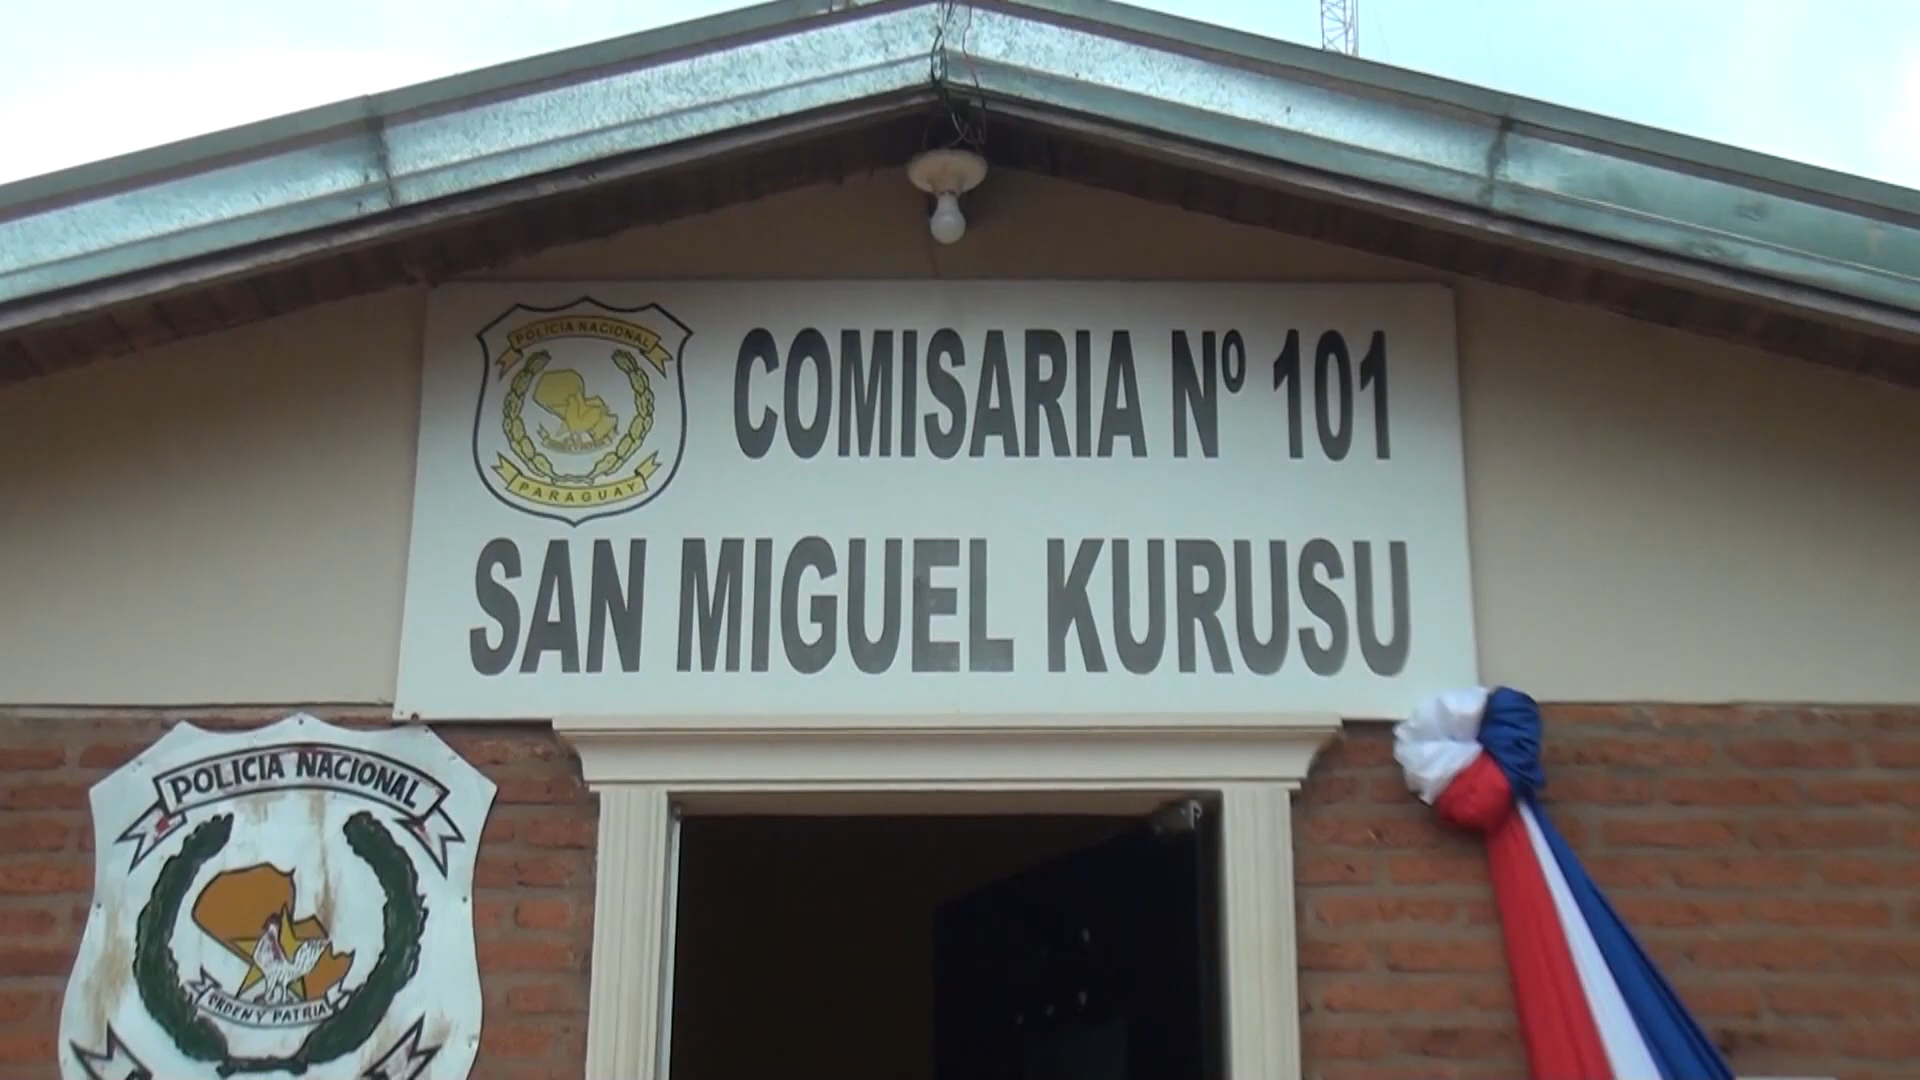 POLICIA NACIONAL
PARAGUAY
COMISARIA Nº 101
SAN MIGUEL KURUSU
POLICIA NACIONAL
ORDEN Y PATRIA